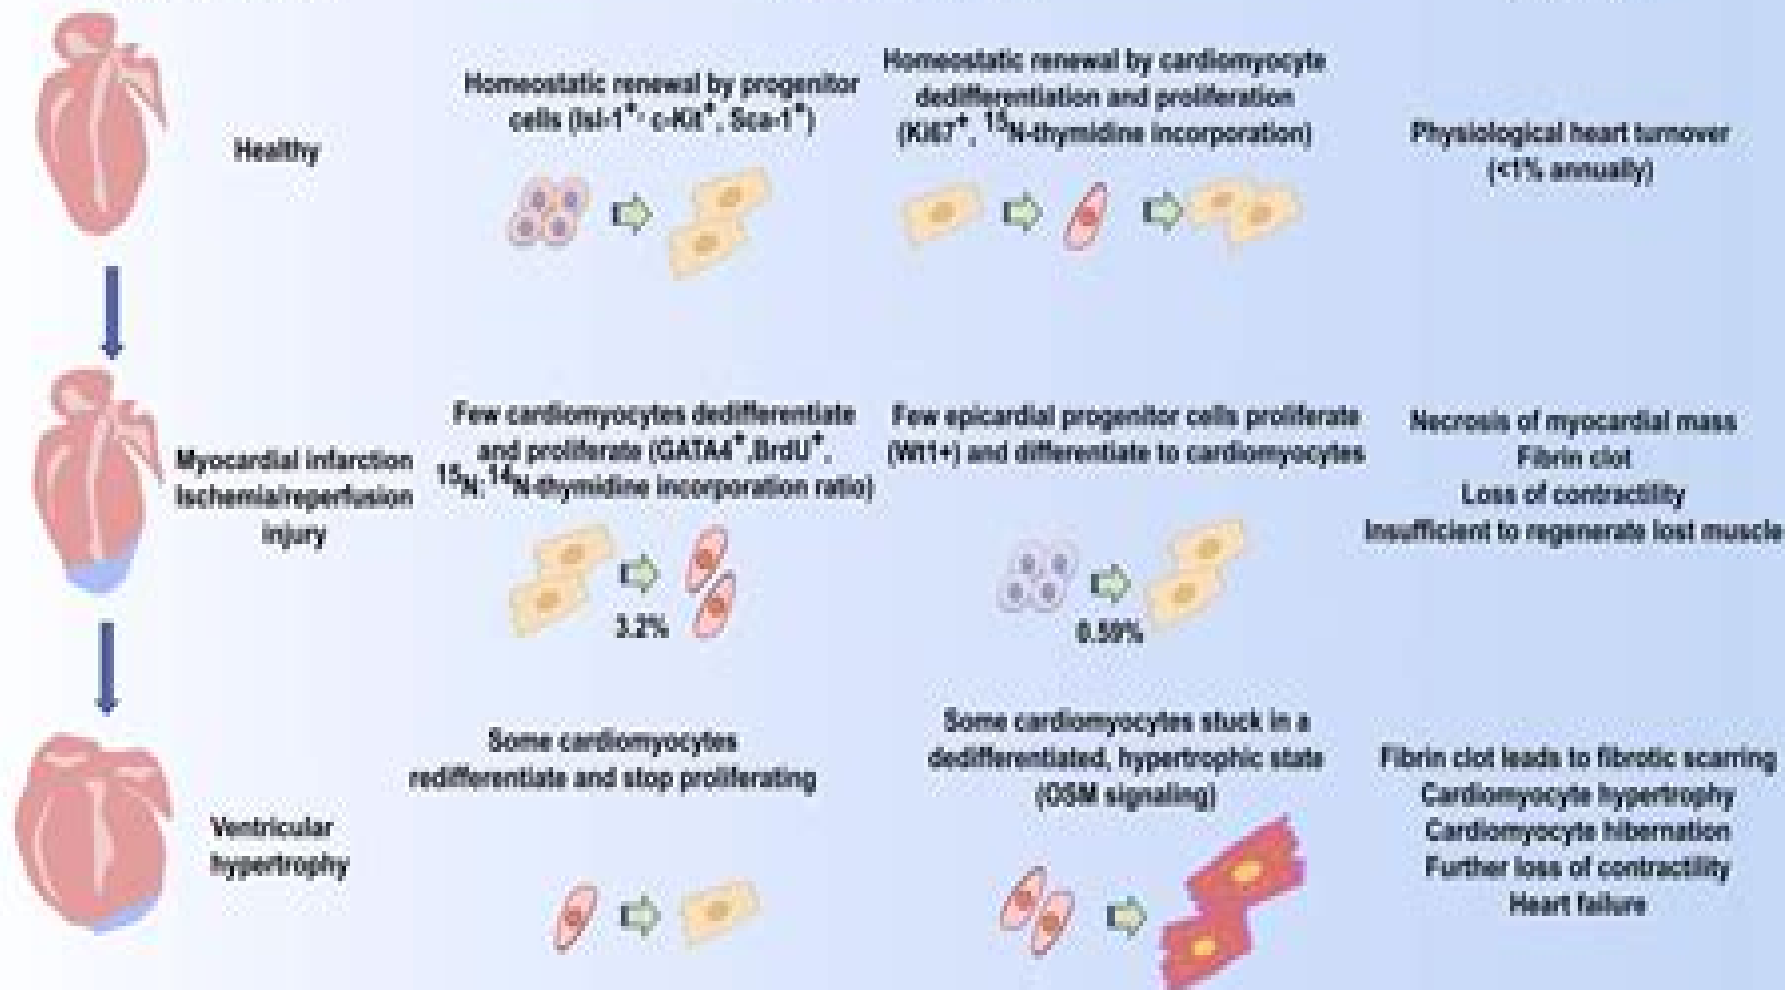 Healthy
Homeostatic renewal by progenitor
cells (Isl-1⁺, c-Kit⁺, Sca-1⁺)
Homeostatic renewal by cardiomyocyte
dedifferentiation and proliferation
(Ki67⁺, ¹⁵N-thymidine incorporation)
Physiological heart turnover
(<1% annually)
Myocardial infarction
Ischemia/reperfusion
injury
Few cardiomyocytes dedifferentiate
and proliferate (GATA4⁺,BrdU⁺,
¹⁵N:¹⁴N-thymidine incorporation ratio)
3.2%
Few epicardial progenitor cells proliferate
(Wt1+) and differentiate to cardiomyocytes
0.59%
Necrosis of myocardial mass
Fibrin clot
Loss of contractility
Insufficient to regenerate lost muscle
Ventricular
hypertrophy
Some cardiomyocytes
redifferentiate and stop proliferating
Some cardiomyocytes stuck in a
dedifferentiated, hypertrophic state
(OSM signaling)
Fibrin clot leads to fibrotic scarring
Cardiomyocyte hypertrophy
Cardiomyocyte hibernation
Further loss of contractility
Heart failure